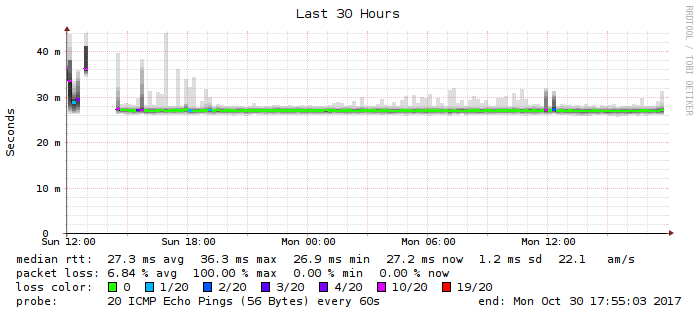 Last 30 Hours
RRDTOOL / TOBI OETIKER
Seconds
40 m
30 m
20 m
10 m
0
Sun 12:00 Sun 18:00 Mon 00:00 Mon 06:00 Mon 12:00
median rtt: 27.3 ms avg 36.3 ms max 26.9 ms min 27.2 ms now 1.2 ms sd 22.1 am/s
packet loss: 6.84 % avg 100.00 % max 0.00 % min 0.00 % now
loss color: 0 1/20 2/20 3/20 4/20 10/20 19/20
probe: 20 ICMP Echo Pings (56 Bytes) every 60s end: Mon Oct 30 17:55:03 2017